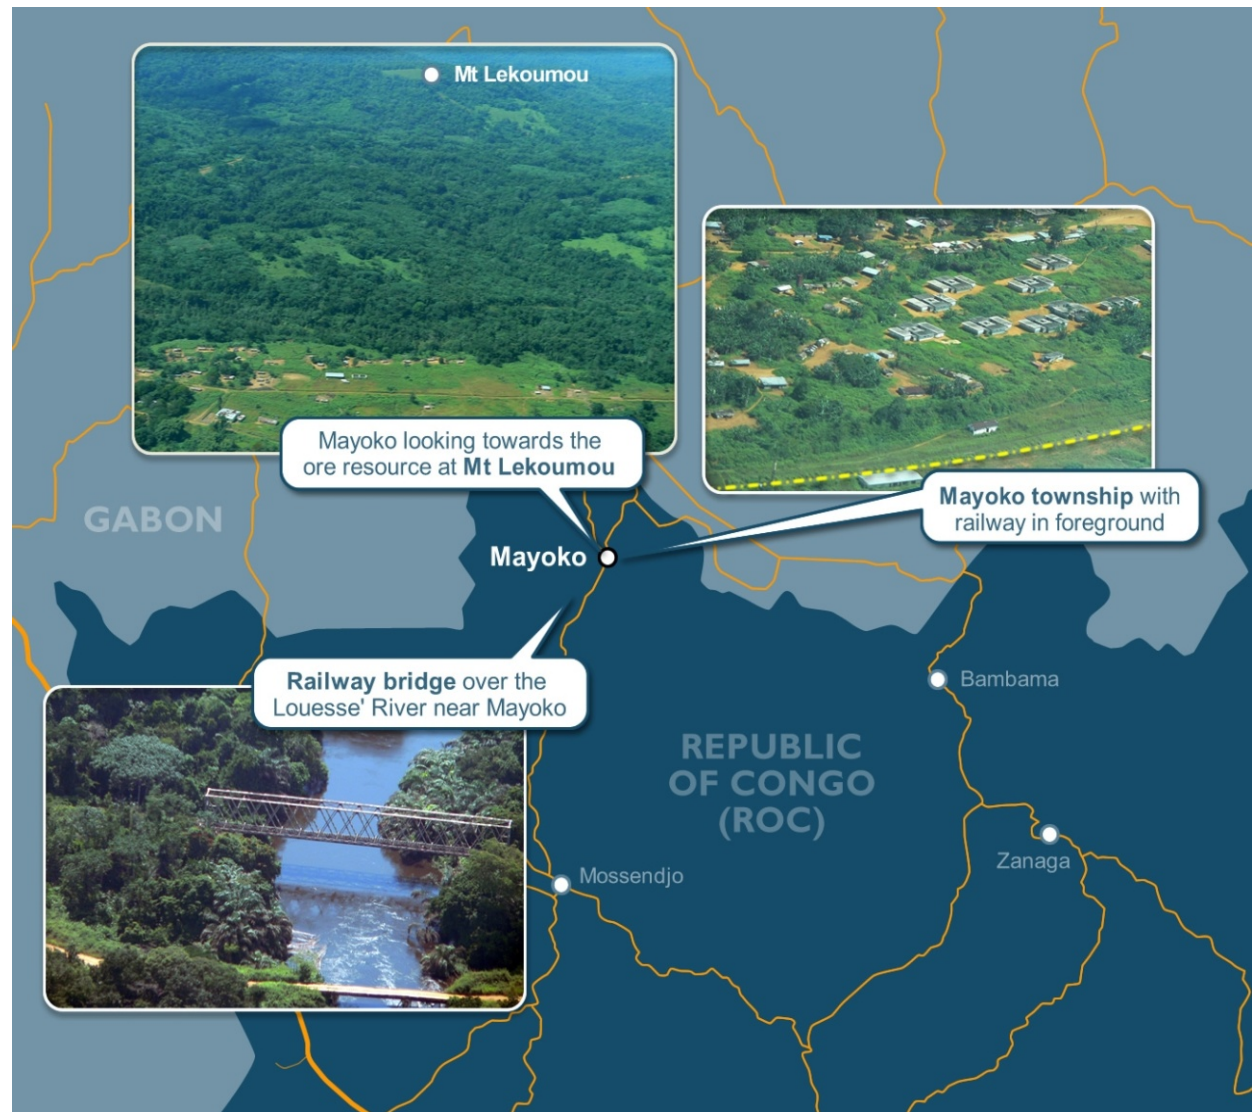 Mt Lekoumou
Mayoko looking towards the
ore resource at Mt Lekoumou
GABON
Mayoko township with
railway in foreground
Mayoko
Railway bridge over the
Louesse' River near Mayoko
Bambama
REPUBLIC
OF CONGO
(ROC)
Zanaga
Mossendjo